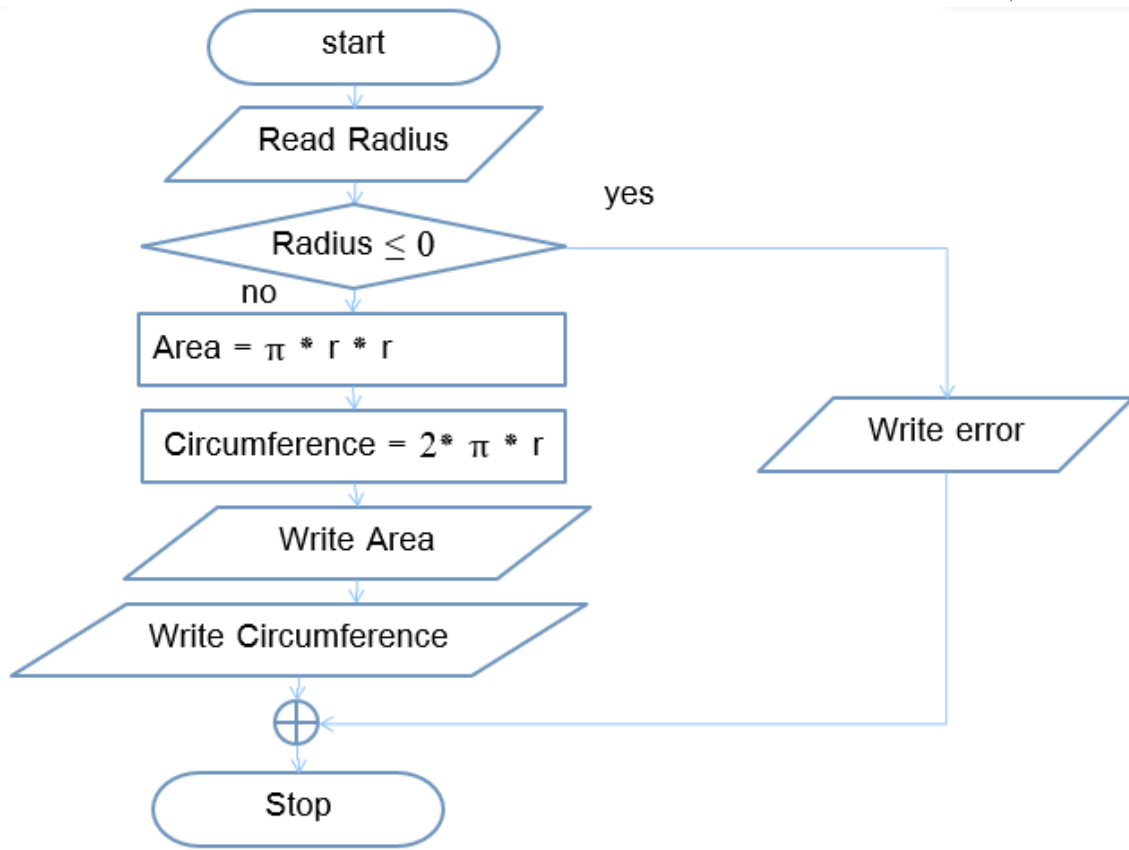 start
Read Radius
yes
Radius ≤ 0
no
Area = π * r * r
Circumference = 2* π * r
Write error
Write Area
Write Circumference
Stop